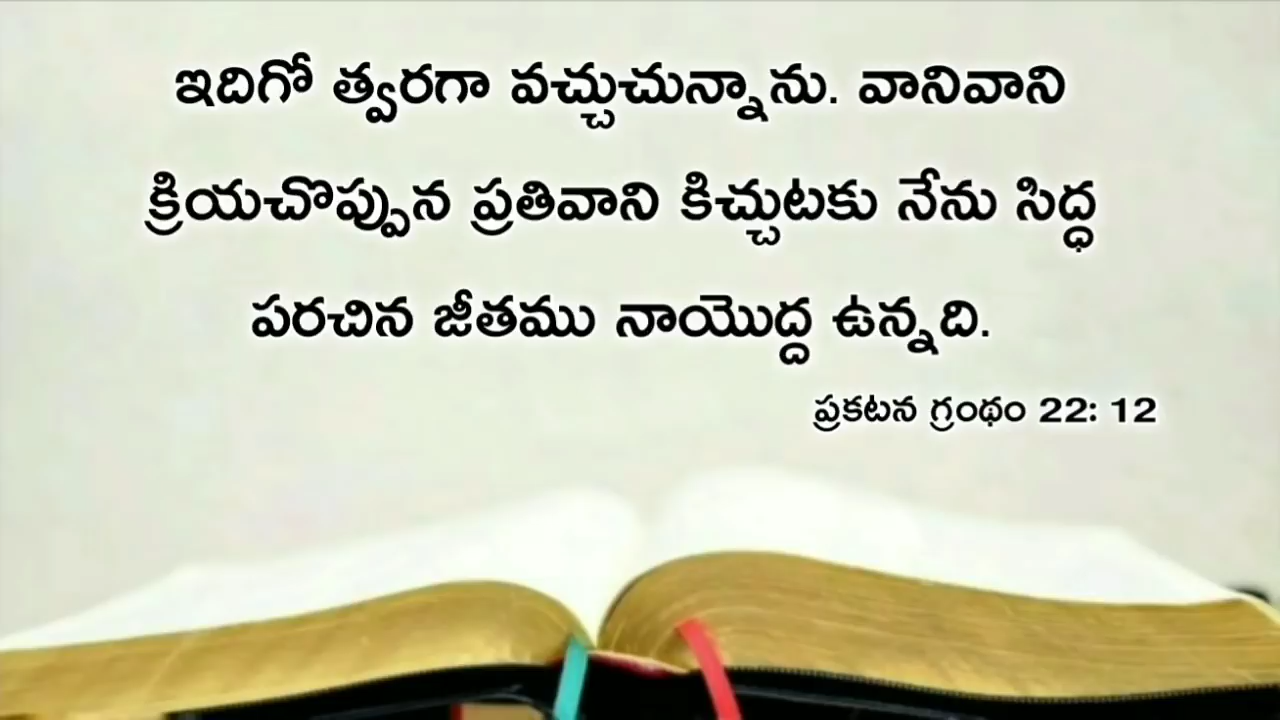 ఇదిగో త్వరగా వచ్చుచున్నాను. వానివాని
క్రియచొప్పున ప్రతివాని కిచ్చుటకు నేను సిద్ధ
పరచిన జీతము నాయొద్ద ఉన్నది.
ప్రకటన గ్రంథం 22: 12